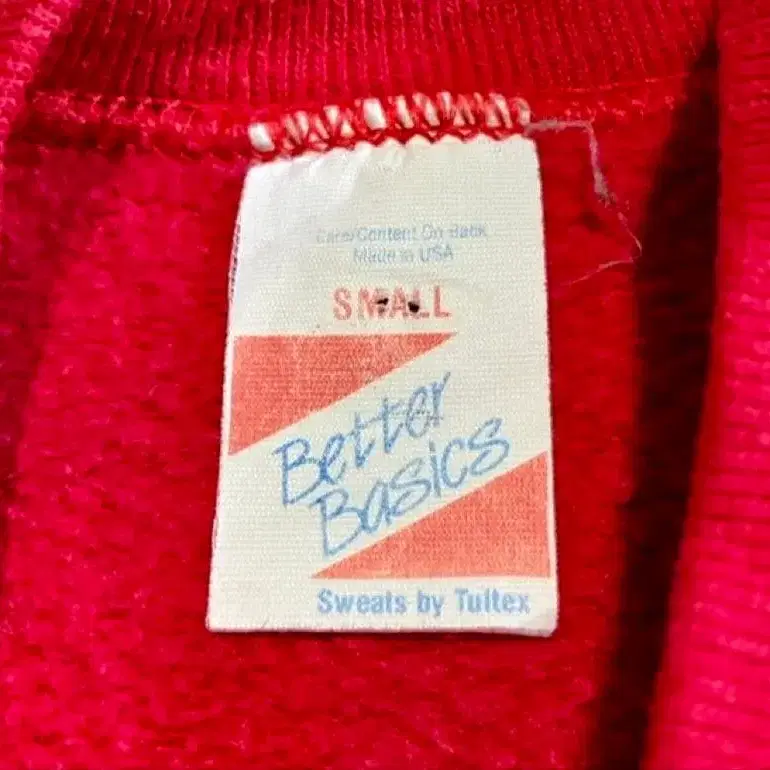 Care/Content On Back
Made in USA
SMALL
Better
Basics
Sweats by Tultex